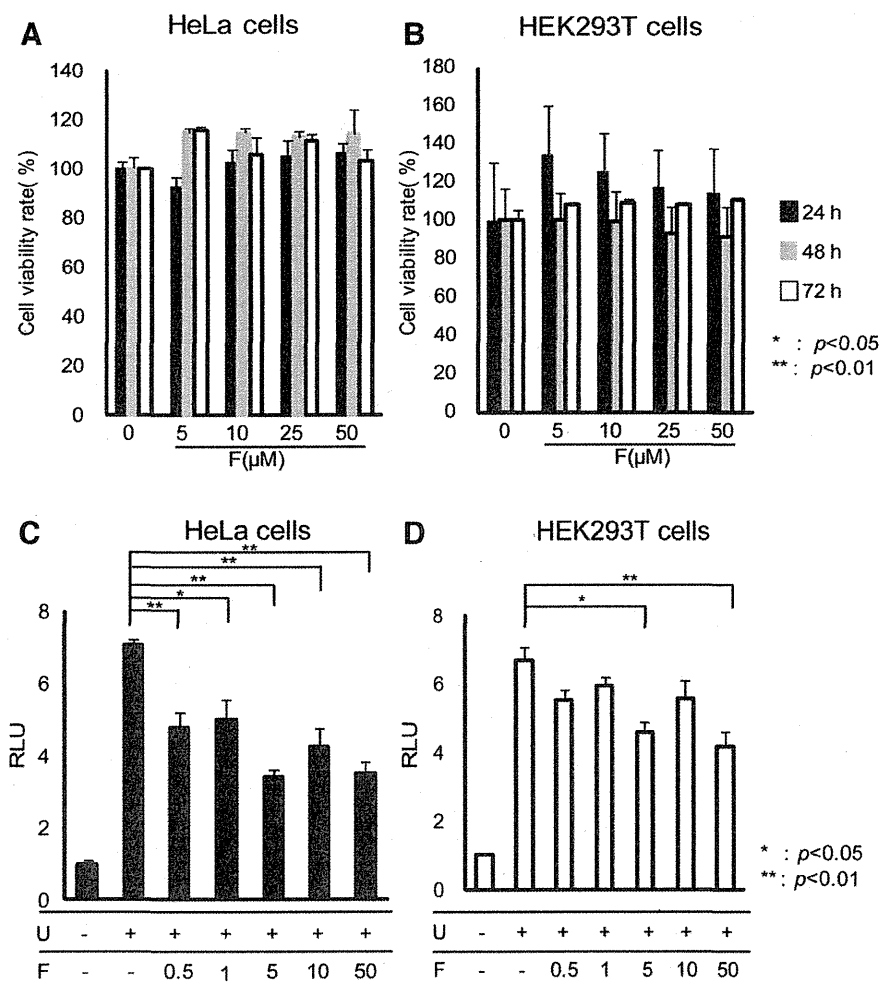 A
HeLa cells
Cell viability rate( %)
140
120
100
80
60
40
20
0
0 5 10 25 50
F(µM)
B
HEK293T cells
Cell viability rate( %)
180
160
140
120
100
80
60
40
20
0
0 5 10 25 50
F(µM)
24 h
48 h
72 h
* : p<0.05
** : p<0.01
C
HeLa cells
**
**
**
*
**
RLU
8
6
4
2
0
U - + + + + + +
F - - 0.5 1 5 10 50
D
HEK293T cells
**
*
RLU
8
6
4
2
0
U - + + + + + +
F - - 0.5 1 5 10 50
* : p<0.05
** : p<0.01